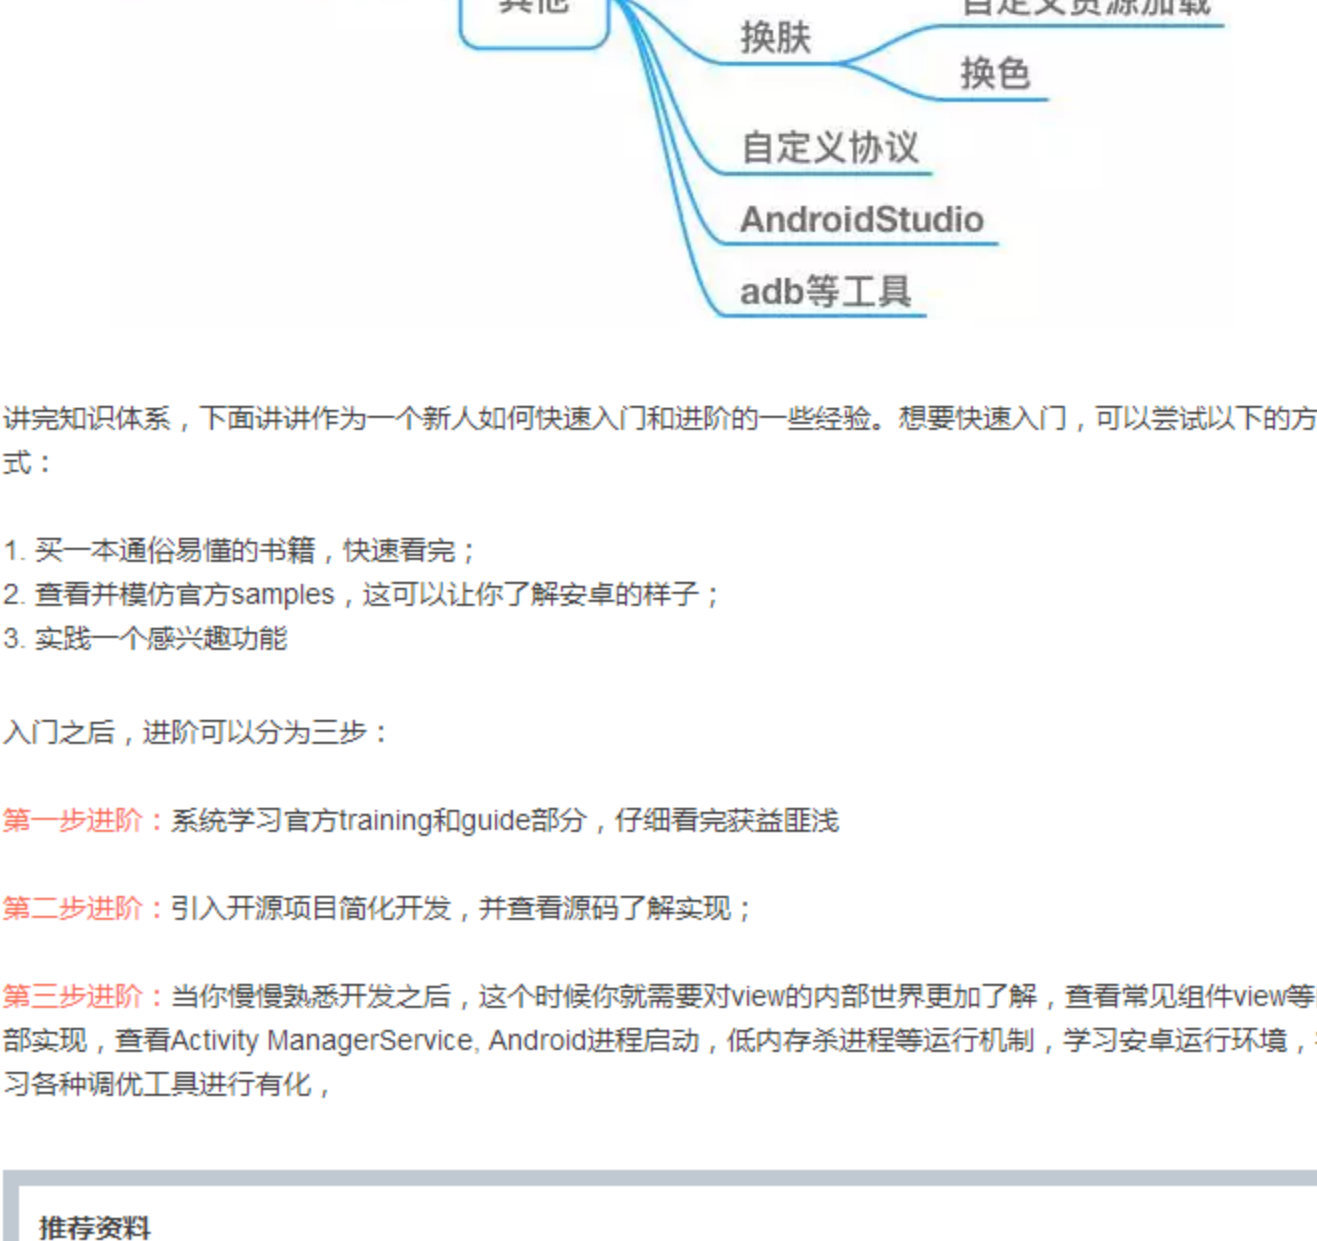 其他
自定义资源加载
换肤
换色
自定义协议
AndroidStudio
adb等工具
讲完知识体系，下面讲讲作为一个新人如何快速入门和进阶的一些经验。想要快速入门，可以尝试以下的方
式：
1. 买一本通俗易懂的书籍，快速看完；
2. 查看并模仿官方samples，这可以让你了解安卓的样子；
3. 实践一个感兴趣功能
入门之后，进阶可以分为三步：
第一步进阶：系统学习官方training和guide部分，仔细看完获益匪浅
第二步进阶：引入开源项目简化开发，并查看源码了解实现；
第三步进阶：当你慢慢熟悉开发之后，这个时候你就需要对view的内部世界更加了解，查看常见组件view等
部实现，查看Activity ManagerService, Android进程启动，低内存杀进程等运行机制，学习安卓运行环境，
习各种调优工具进行有化，
推荐资料